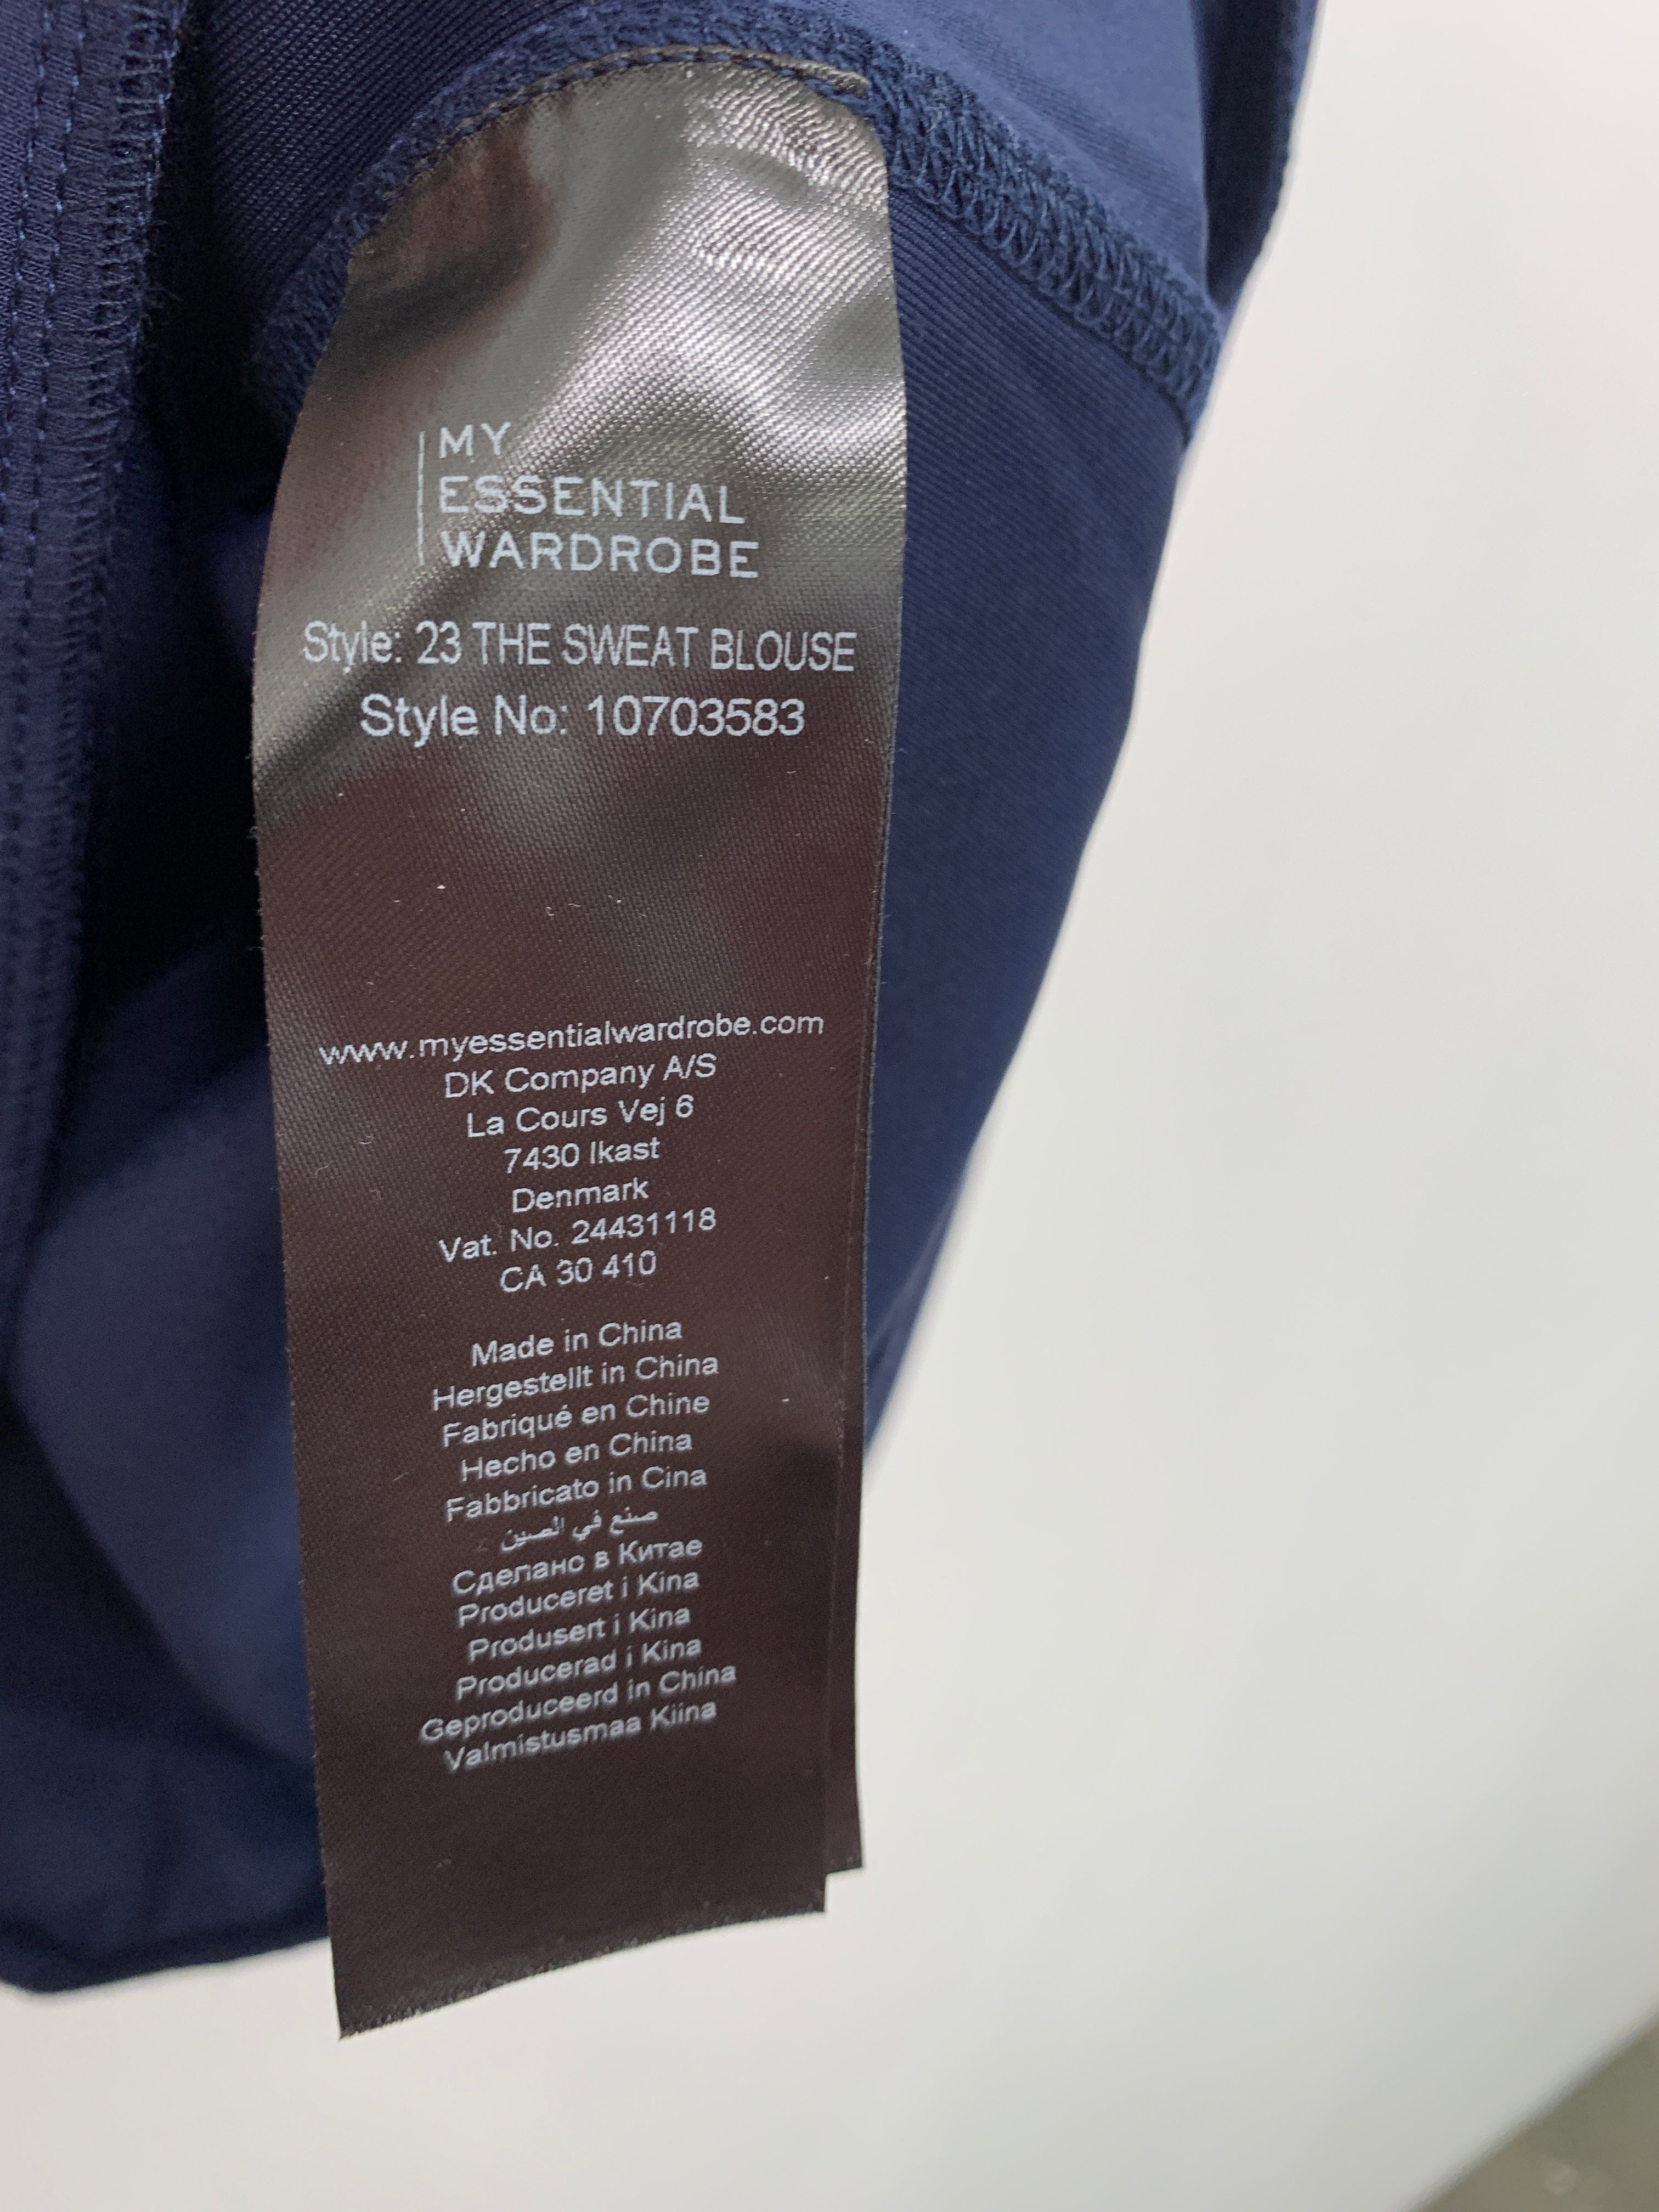 MY
ESSENTIAL
WARDROBE
Style: 23 THE SWEAT BLOUSE
Style No: 10703583
www.myessentialwardrobe.com
DK Company A/S
La Cours Vej 6
7430 Ikast
Denmark
Vat. No. 24431118
CA 30 410
Made in China
Hergestellt in China
Fabriqué en Chine
Hecho en China
Fabbricato in Cina
صنع في الصين
Сделано в Китае
Produceret i Kina
Produsert i Kina
Producerad i Kina
Geproduceerd in China
Valmistusmaa Kiina